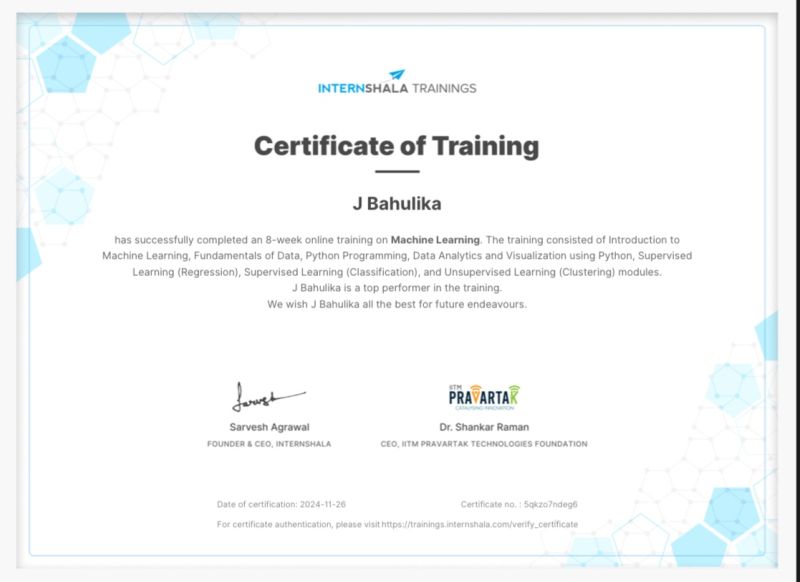 INTERNSHALA TRAININGS
Certificate of Training
J Bahulika
has successfully completed an 8-week online training on Machine Learning. The training consisted of Introduction to
Machine Learning, Fundamentals of Data, Python Programming, Data Analytics and Visualization using Python, Supervised
Learning (Regression), Supervised Learning (Classification), and Unsupervised Learning (Clustering) modules.
J Bahulika is a top performer in the training.
We wish J Bahulika all the best for future endeavours.
Sarvesh
IITM
PRAVARTAK
CATALYSING INNOVATION
Sarvesh Agrawal
Dr. Shankar Raman
FOUNDER & CEO, INTERNSHALA
CEO, IITM PRAVARTAK TECHNOLOGIES FOUNDATION
Date of certification: 2024-11-26
Certificate no. : 5qkzo7ndeg6
For certificate authentication, please visit https://trainings.internshala.com/verify_certificate